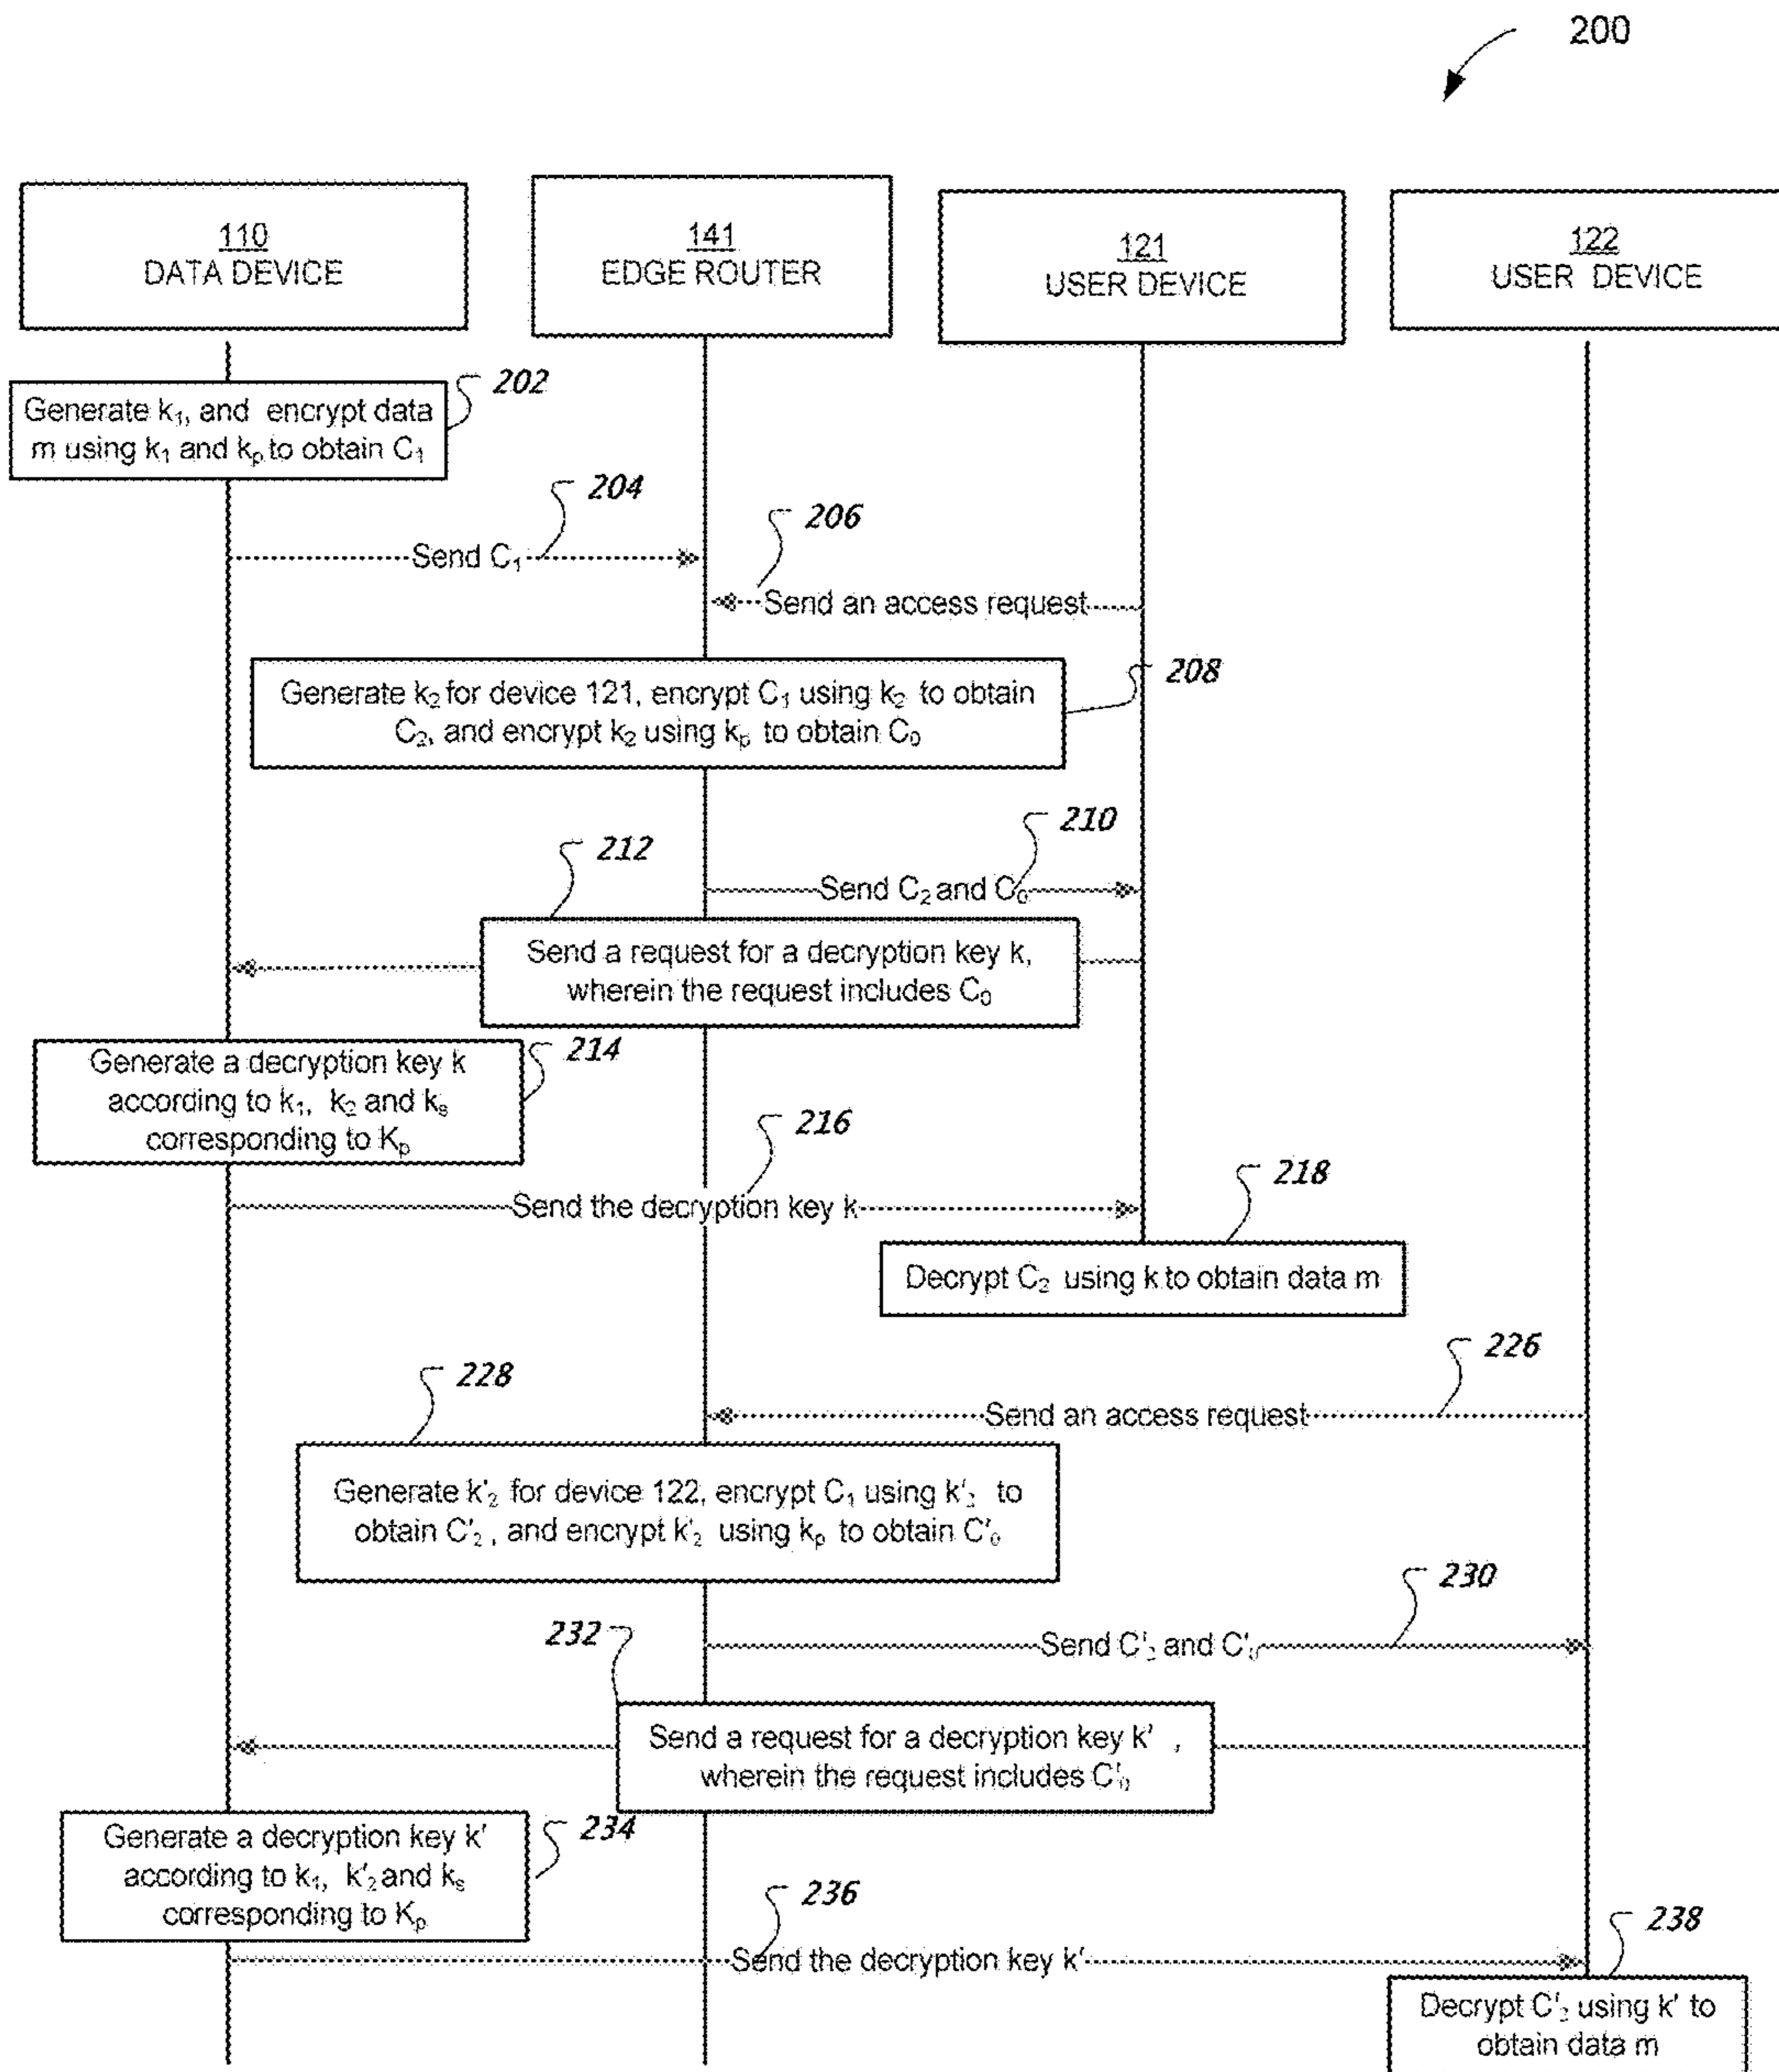 200
110
DATA DEVICE
141
EDGE ROUTER
121
USER DEVICE
122
USER DEVICE
202
Generate k₁, and encrypt data
m using k₁ and kₚ to obtain C₁
204
Send C₁
206
Send an access request
208
Generate k₂ for device 121, encrypt C₁ using k₂ to obtain
C₂, and encrypt k₂ using kₚ to obtain C₀
210
Send C₂ and C₀
212
Send a request for a decryption key k,
wherein the request includes C₀
214
Generate a decryption key k
according to k₁, k₂ and kₛ
corresponding to Kₚ
216
Send the decryption key k
218
Decrypt C₂ using k to obtain data m
226
Send an access request
228
Generate k'₂ for device 122, encrypt C₁ using k'₂ to
obtain C'₂, and encrypt k'₂ using kₚ to obtain C'₀
230
Send C'₂ and C'₀
232
Send a request for a decryption key k' ,
wherein the request includes C'₀
234
Generate a decryption key k'
according to k₁, k'₂ and kₛ
corresponding to Kₚ
236
Send the decryption key k'
238
Decrypt C'₂ using k' to
obtain data m